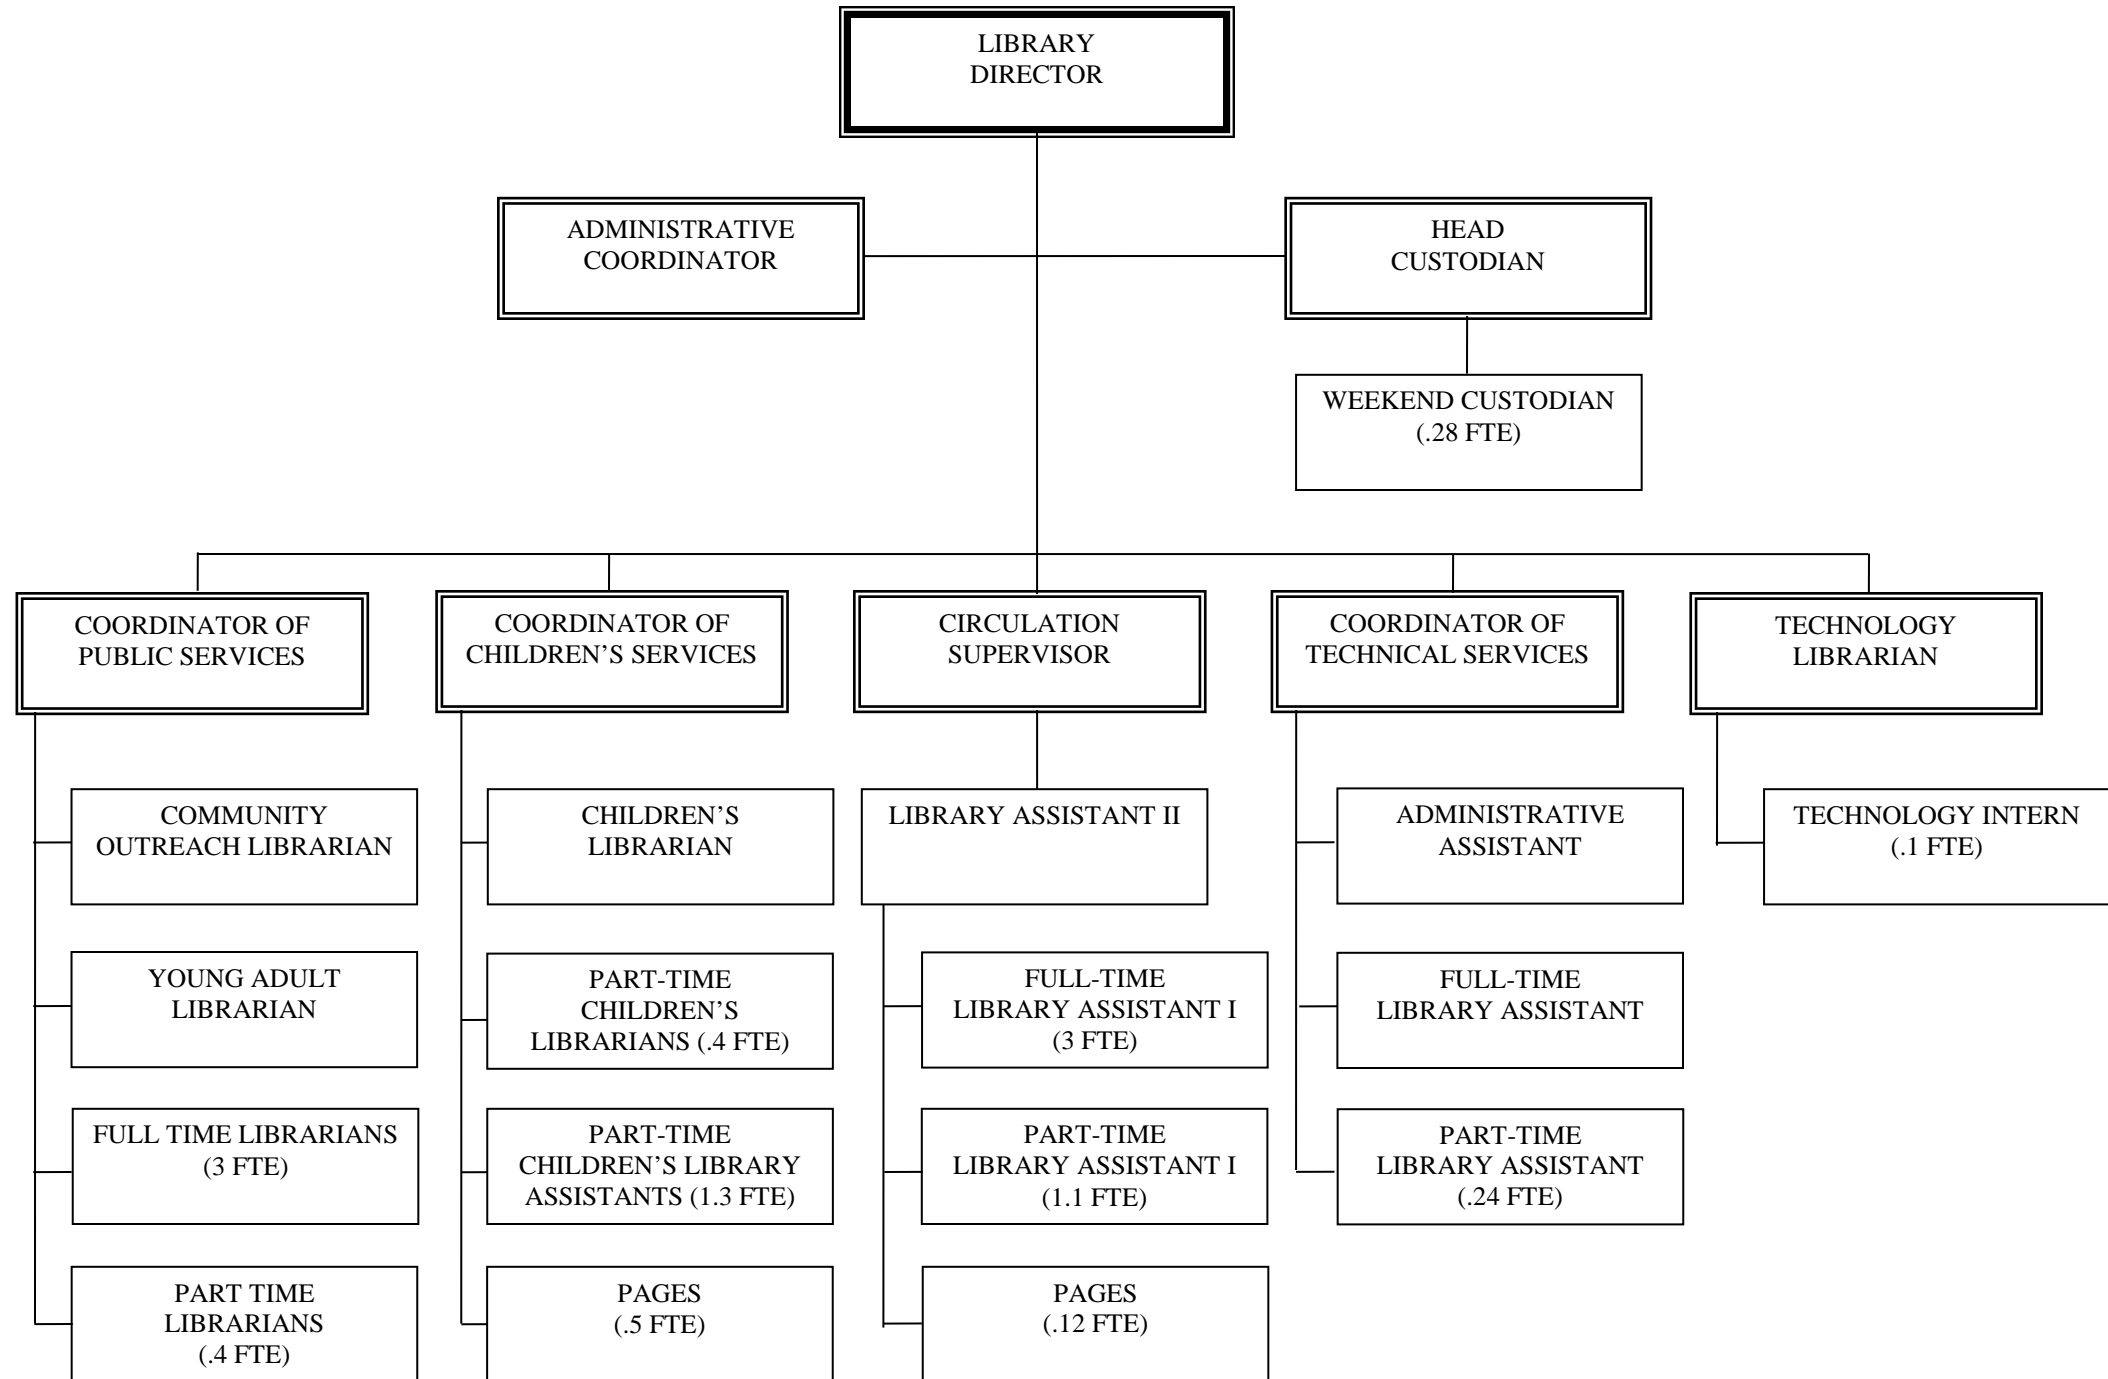 LIBRARY
DIRECTOR
ADMINISTRATIVE
COORDINATOR
HEAD
CUSTODIAN
WEEKEND CUSTODIAN
(.28 FTE)
COORDINATOR OF
PUBLIC SERVICES
COORDINATOR OF
CHILDREN’S SERVICES
CIRCULATION
SUPERVISOR
COORDINATOR OF
TECHNICAL SERVICES
TECHNOLOGY
LIBRARIAN
COMMUNITY
OUTREACH LIBRARIAN
CHILDREN’S
LIBRARIAN
LIBRARY ASSISTANT II
ADMINISTRATIVE
ASSISTANT
TECHNOLOGY INTERN
(.1 FTE)
YOUNG ADULT
LIBRARIAN
PART-TIME
CHILDREN’S
LIBRARIANS (.4 FTE)
FULL-TIME
LIBRARY ASSISTANT I
(3 FTE)
FULL-TIME
LIBRARY ASSISTANT
FULL TIME LIBRARIANS
(3 FTE)
PART-TIME
CHILDREN’S LIBRARY
ASSISTANTS (1.3 FTE)
PART-TIME
LIBRARY ASSISTANT I
(1.1 FTE)
PART-TIME
LIBRARY ASSISTANT
(.24 FTE)
PART TIME
LIBRARIANS
(.4 FTE)
PAGES
(.5 FTE)
PAGES
(.12 FTE)